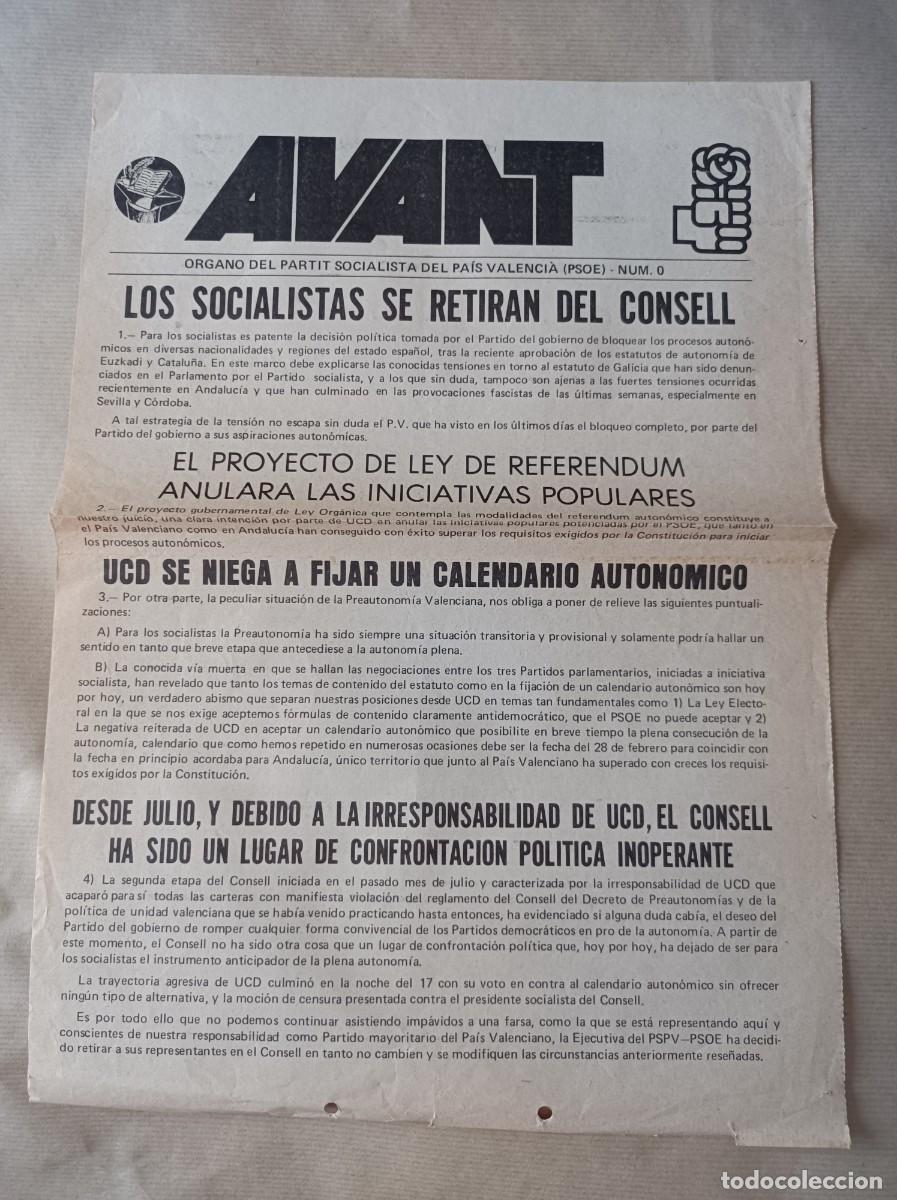 AVANT
ORGANO DEL PARTIT SOCIALISTA DEL PAÍS VALENCIÀ (PSOE) - NUM. 0
LOS SOCIALISTAS SE RETIRAN DEL CONSELL
1.— Para los socialistas es patente la decisión política tomada por el Partido del gobierno de bloquear los procesos autonó-
micos en diversas nacionalidades y regiones del estado español, tras la reciente aprobación de los estatutos de autonomía de
Euzkadi y Cataluña. En este marco debe explicarse las conocidas tensiones en torno al estatuto de Galicia que han sido denun-
ciados en el Parlamento por el Partido socialista, y a los que sin duda, tampoco son ajenas a las fuertes tensiones ocurridas
recientemente en Andalucía y que han culminado en las provocaciones fascistas de las últimas semanas, especialmente en
Sevilla y Córdoba.
A tal estrategia de la tensión no escapa sin duda el P.V. que ha visto en los últimos días el bloqueo completo, por parte del
Partido del gobierno a sus aspiraciones autonómicas.
EL PROYECTO DE LEY DE REFERENDUM
ANULARA LAS INICIATIVAS POPULARES
2.— El proyecto gubernamental de Ley Orgánica que contempla las modalidades del referendum autonómico constituye a
nuestro juicio, una clara intención por parte de UCD en anular las iniciativas populares potenciadas por el PSOE, que tanto en
el País Valenciano como en Andalucía han conseguido con éxito superar los requisitos exigidos por la Constitución para iniciar
los procesos autonómicos.
UCD SE NIEGA A FIJAR UN CALENDARIO AUTONOMICO
3.— Por otra parte, la peculiar situación de la Preautonomía Valenciana, nos obliga a poner de relieve las siguientes puntuali-
zaciones:
A) Para los socialistas la Preautonomía ha sido siempre una situación transitoria y provisional y solamente podría hallar un
sentido en tanto que breve etapa que antecediese a la autonomía plena.
B) La conocida vía muerta en que se hallan las negociaciones entre los tres Partidos parlamentarios, iniciadas a iniciativa
socialista, han revelado que tanto los temas de contenido del estatuto como en la fijación de un calendario autonómico son hoy
por hoy, un verdadero abismo que separan nuestras posiciones desde UCD en temas tan fundamentales como 1) La Ley Electo-
ral en la que se nos exige aceptemos fórmulas de contenido claramente antidemocrático, que el PSOE no puede aceptar y 2)
La negativa reiterada de UCD en aceptar un calendario autonómico que posibilite en breve tiempo la plena consecución de la
autonomía, calendario que como hemos repetido en numerosas ocasiones debe ser la fecha del 28 de febrero para coincidir con
la fecha en principio acordaba para Andalucía, único territorio que junto al País Valenciano ha superado con creces los requisi-
tos exigidos por la Constitución.
DESDE JULIO, Y DEBIDO A LA IRRESPONSABILIDAD DE UCD, EL CONSELL
HA SIDO UN LUGAR DE CONFRONTACION POLITICA INOPERANTE
4) La segunda etapa del Consell iniciada en el pasado mes de julio y caracterizada por la irresponsabilidad de UCD que
acaparó para sí todas las carteras con manifiesta violación del reglamento del Consell del Decreto de Preautonomías y de la
política de unidad valenciana que se había venido practicando hasta entonces, ha evidenciado si alguna duda cabía, el deseo del
Partido del gobierno de romper cualquier forma convivencial de los Partidos democráticos en pro de la autonomía. A partir de
este momento, el Consell no ha sido otra cosa que un lugar de confrontación política que, hoy por hoy, ha dejado de ser para
los socialistas el instrumento anticipador de la plena autonomía.
La trayectoria agresiva de UCD culminó en la noche del 17 con su voto en contra al calendario autonómico sin ofrecer
ningún tipo de alternativa, y la moción de censura presentada contra el presidente socialista del Consell.
Es por todo ello que no podemos continuar asistiendo impávidos a una farsa, como la que se está representando aquí y
conscientes de nuestra responsabilidad como Partido mayoritario del País Valenciano, la Ejecutiva del PSPV—PSOE ha decidi-
do retirar a sus representantes en el Consell en tanto no cambien y se modifiquen las circunstancias anteriormente reseñadas.
todocoleccion